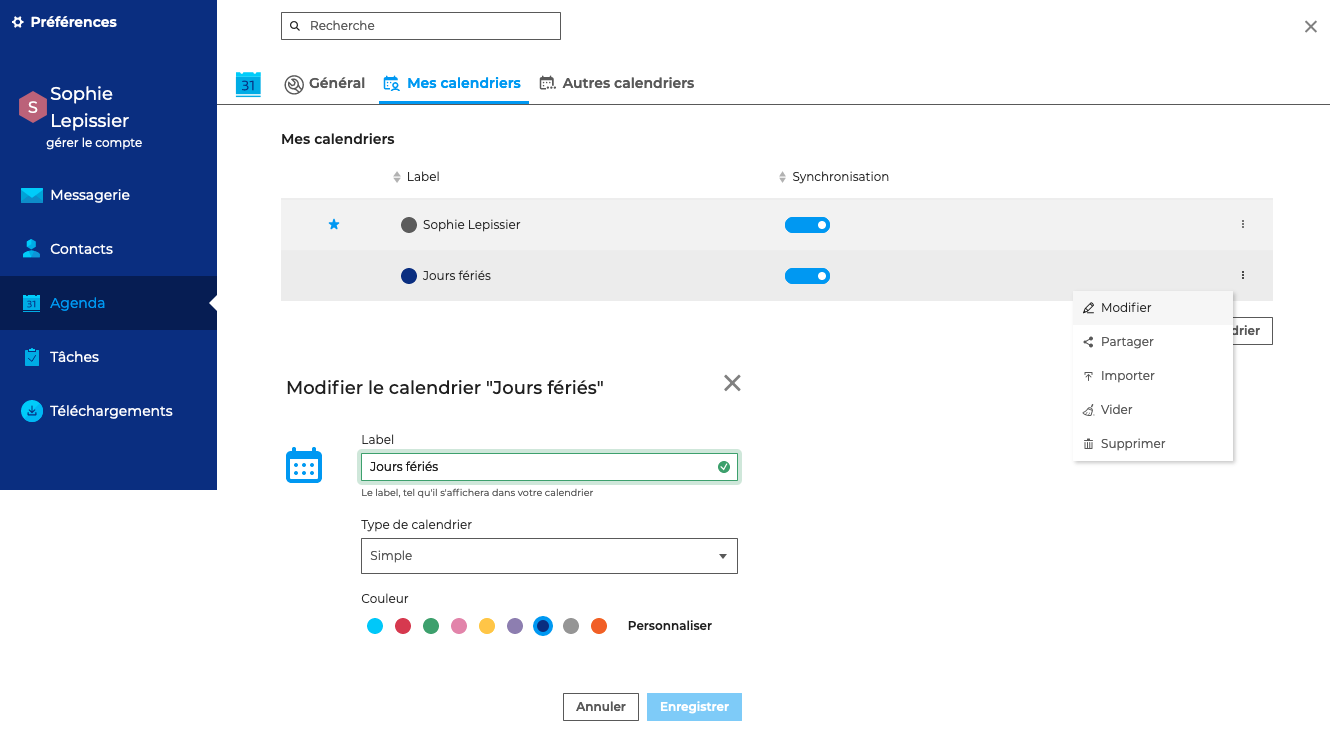 Préférences
Recherche
Sophie
Lepissier
S
gérer le compte
Messagerie
Contacts
31
Agenda
Tâches
Téléchargements
31
Général
Mes calendriers
Autres calendriers
Mes calendriers
Label
Synchronisation
Sophie Lepissier
Jours fériés
Modifier
Partager
Importer
Vider
Supprimer
Modifier le calendrier "Jours fériés"
Label
Jours fériés
Le label, tel qu'il s'affichera dans votre calendrier
Type de calendrier
Simple
Couleur
Personnaliser
Annuler
Enregistrer